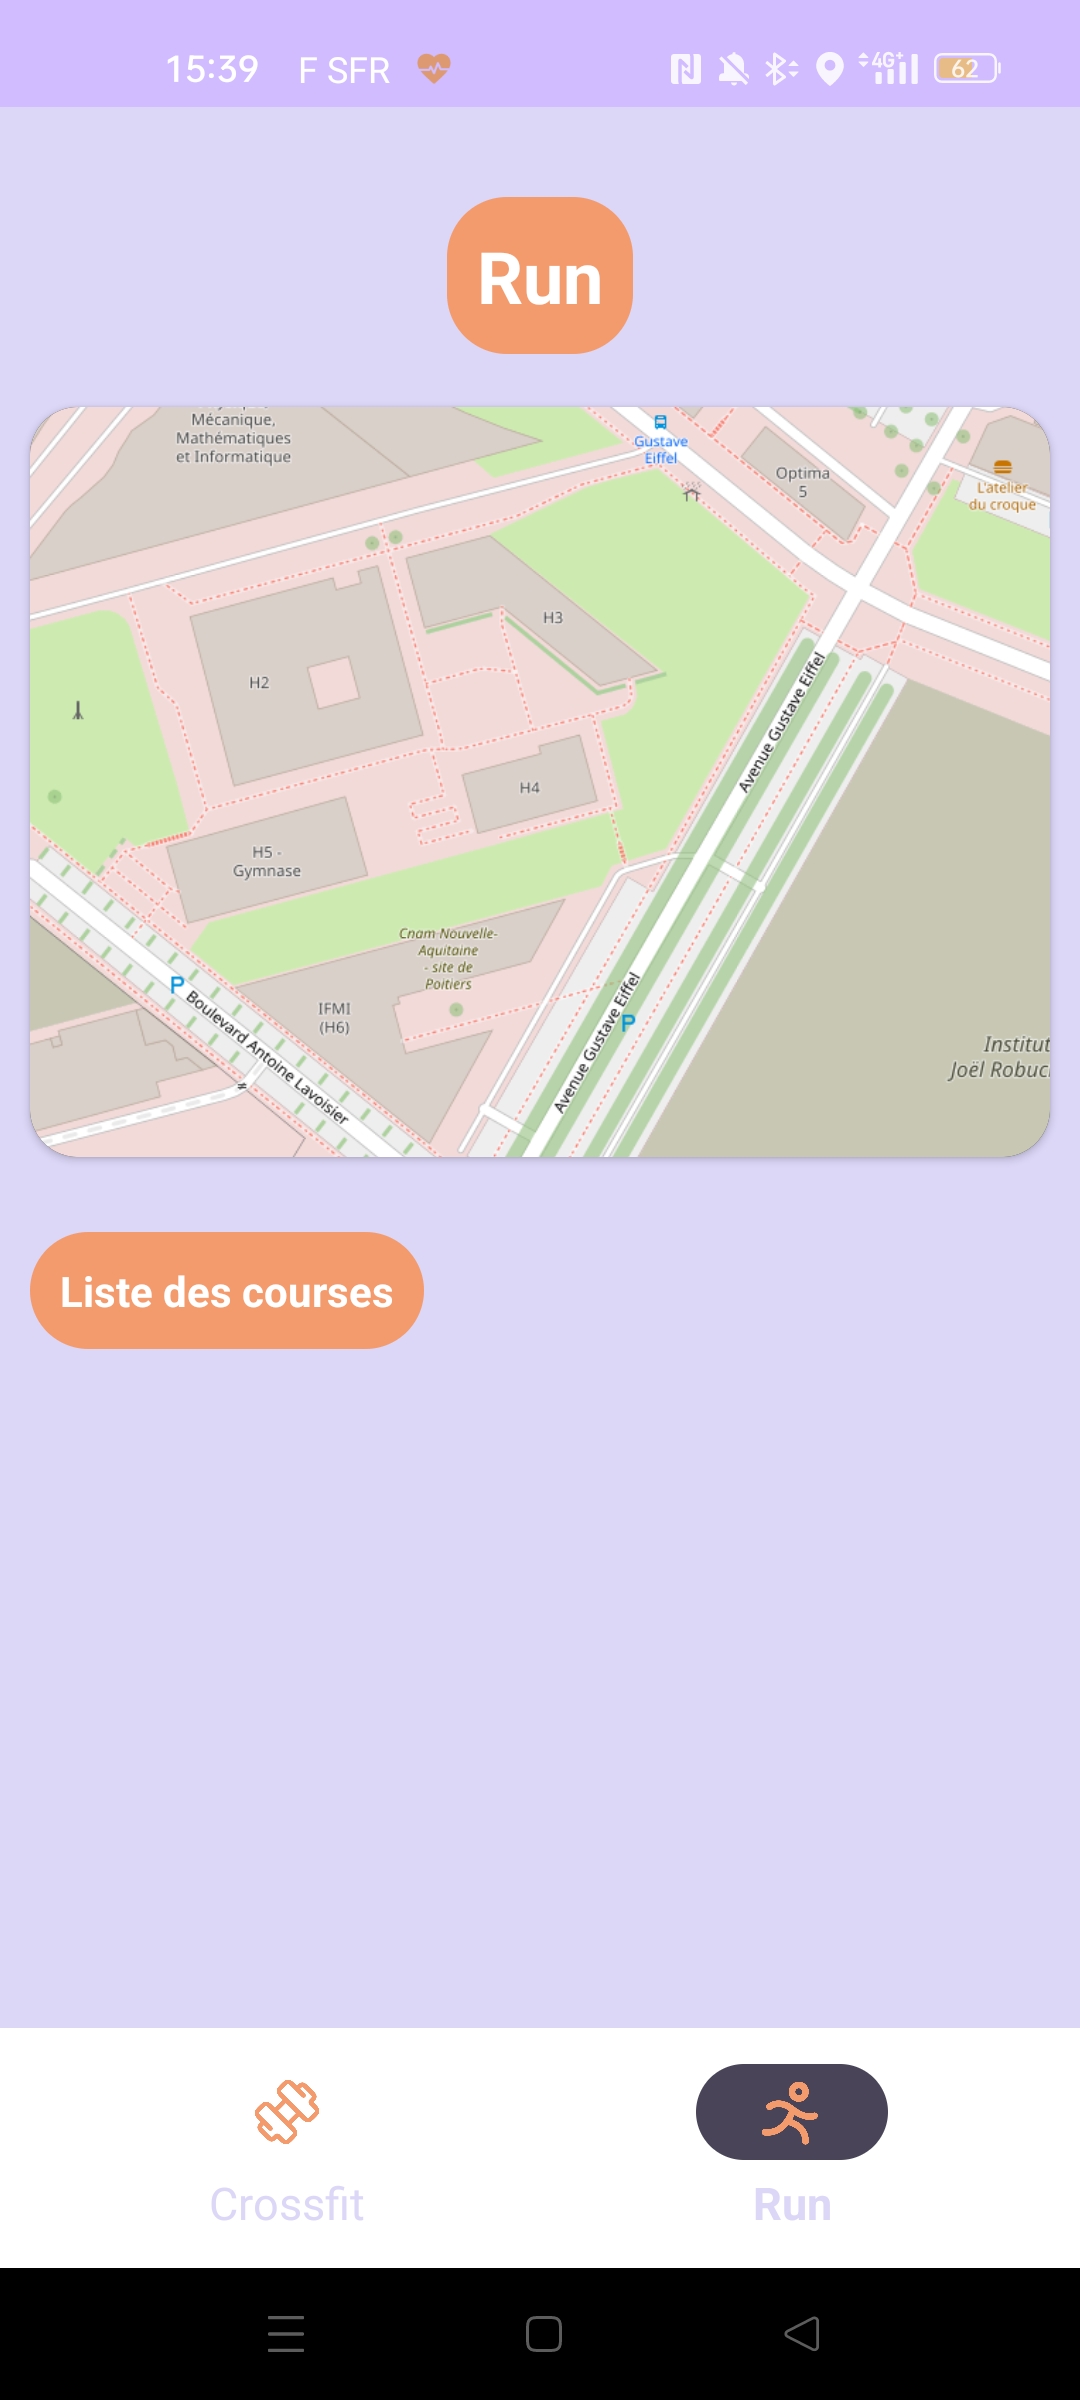 15:39 F SFR 4G+ 62
Run
Mécanique,
Mathématiques
et Informatique
Gustave
Eiffel
Optima
5
L'atelier
du croque
H3
H2
Avenue Gustave Eiffel
H4
H5 -
Gymnase
Cnam Nouvelle-
Aquitaine
- site de
Poitiers
P
Boulevard Antoine Lavoisier
IFMI
(H6)
Avenue Gustave Eiffel
P
Institut
Joël Robuc
Liste des courses
Crossfit
Run